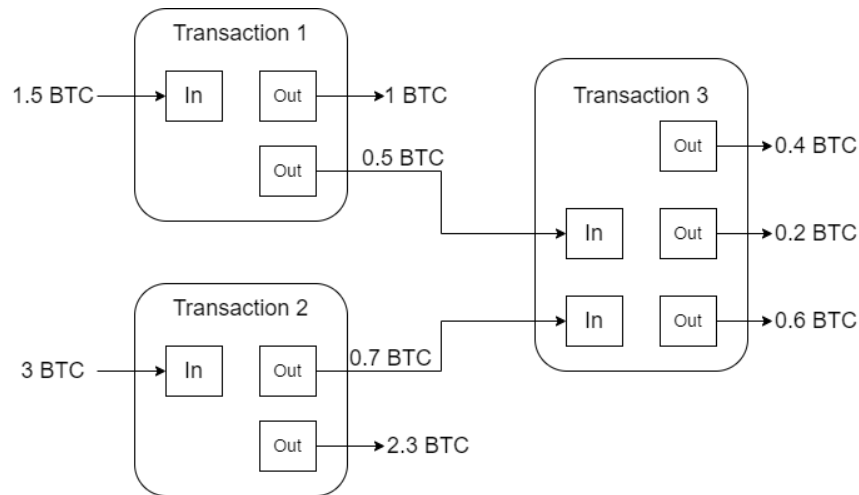 Transaction 1
1.5 BTC
In
Out
1 BTC
Out
0.5 BTC
Transaction 2
3 BTC
In
Out
0.7 BTC
Out
2.3 BTC
Transaction 3
Out
0.4 BTC
In
Out
0.2 BTC
In
Out
0.6 BTC